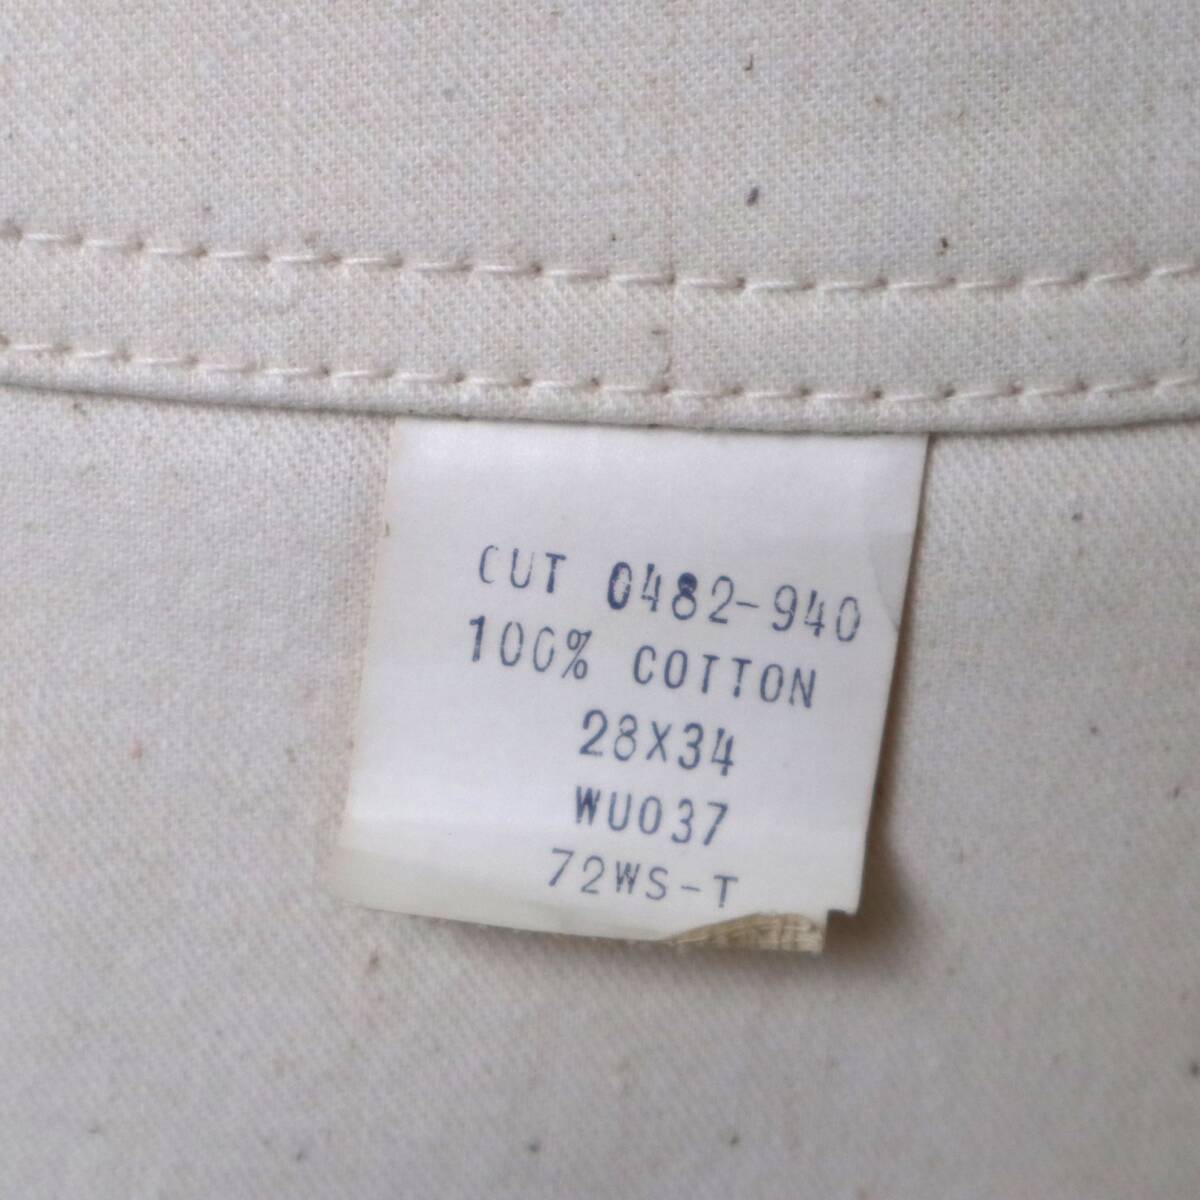 CUT 0482-940
100% COTTON
28X34
WU037
72WS-T